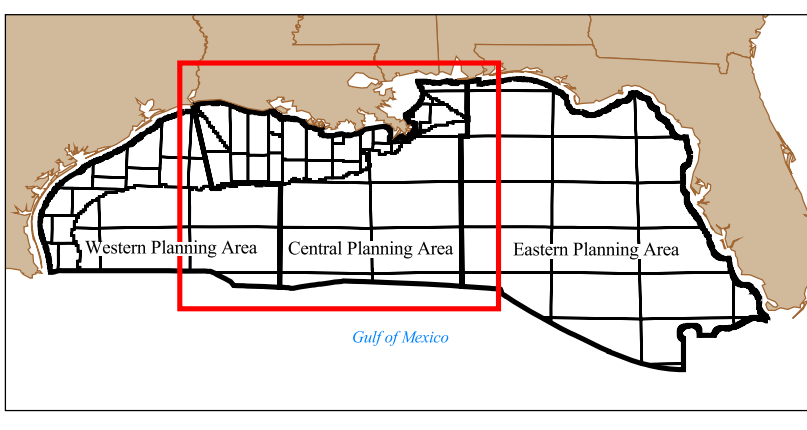 Western Planning Area
Central Planning Area
Eastern Planning Area
Gulf of Mexico